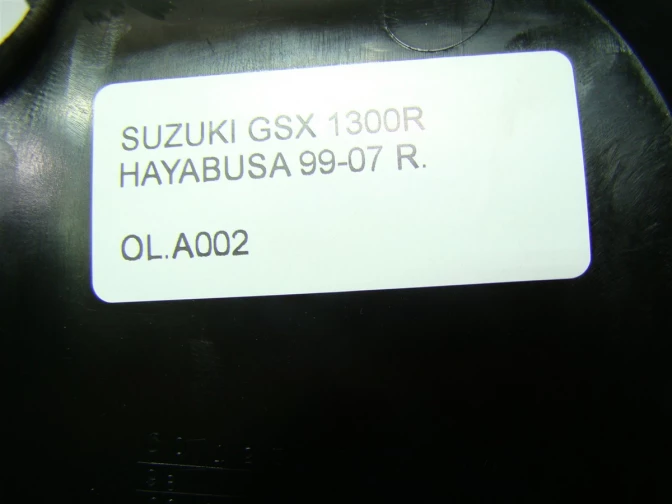 SUZUKI GSX 1300R
HAYABUSA 99-07 R.
OL.A002